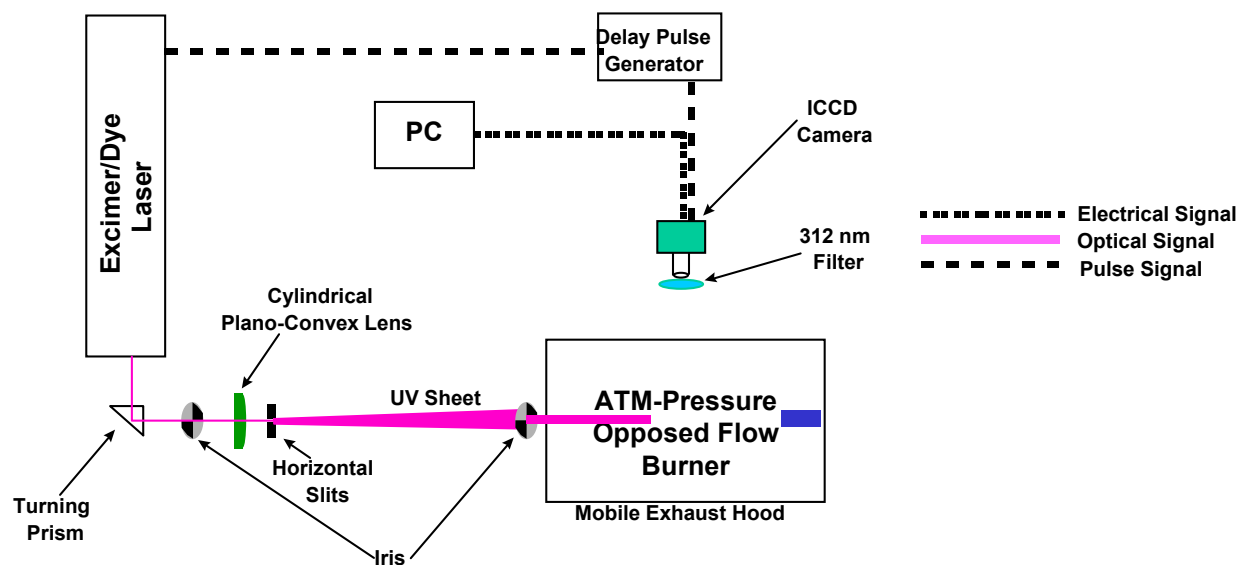 Excimer/Dye
Laser
Delay Pulse
Generator
PC
ICCD
Camera
312 nm
Filter
Electrical Signal
Optical Signal
Pulse Signal
Cylindrical
Plano-Convex Lens
UV Sheet
ATM-Pressure
Opposed Flow
Burner
Mobile Exhaust Hood
Turning
Prism
Horizontal
Slits
Iris